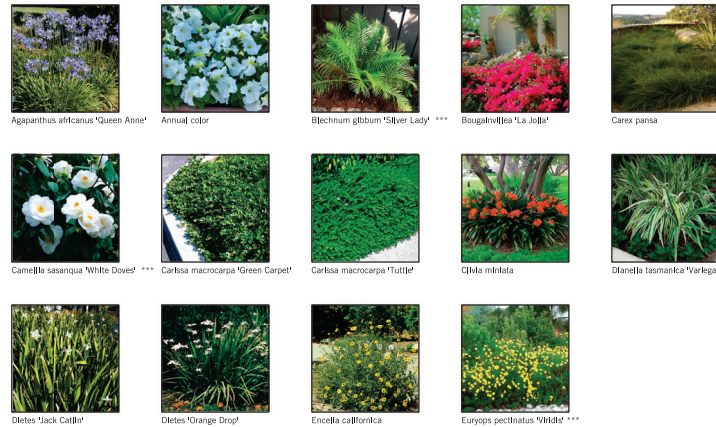 Agapanthus africanus 'Queen Anne'
Annual color
Blechnum gibbum 'Silver Lady' ***
Bougainvillea 'La Jolla'
Carex pansa
Camellia sasanqua 'White Doves' ***
Carissa macrocarpa 'Green Carpet'
Carissa macrocarpa 'Tuttle'
Clivia miniata
Dianella tasmanica 'Variega
Dietes 'Jack Catlin'
Dietes 'Orange Drop'
Encelia californica
Euryops pectinatus 'Viridis' ***